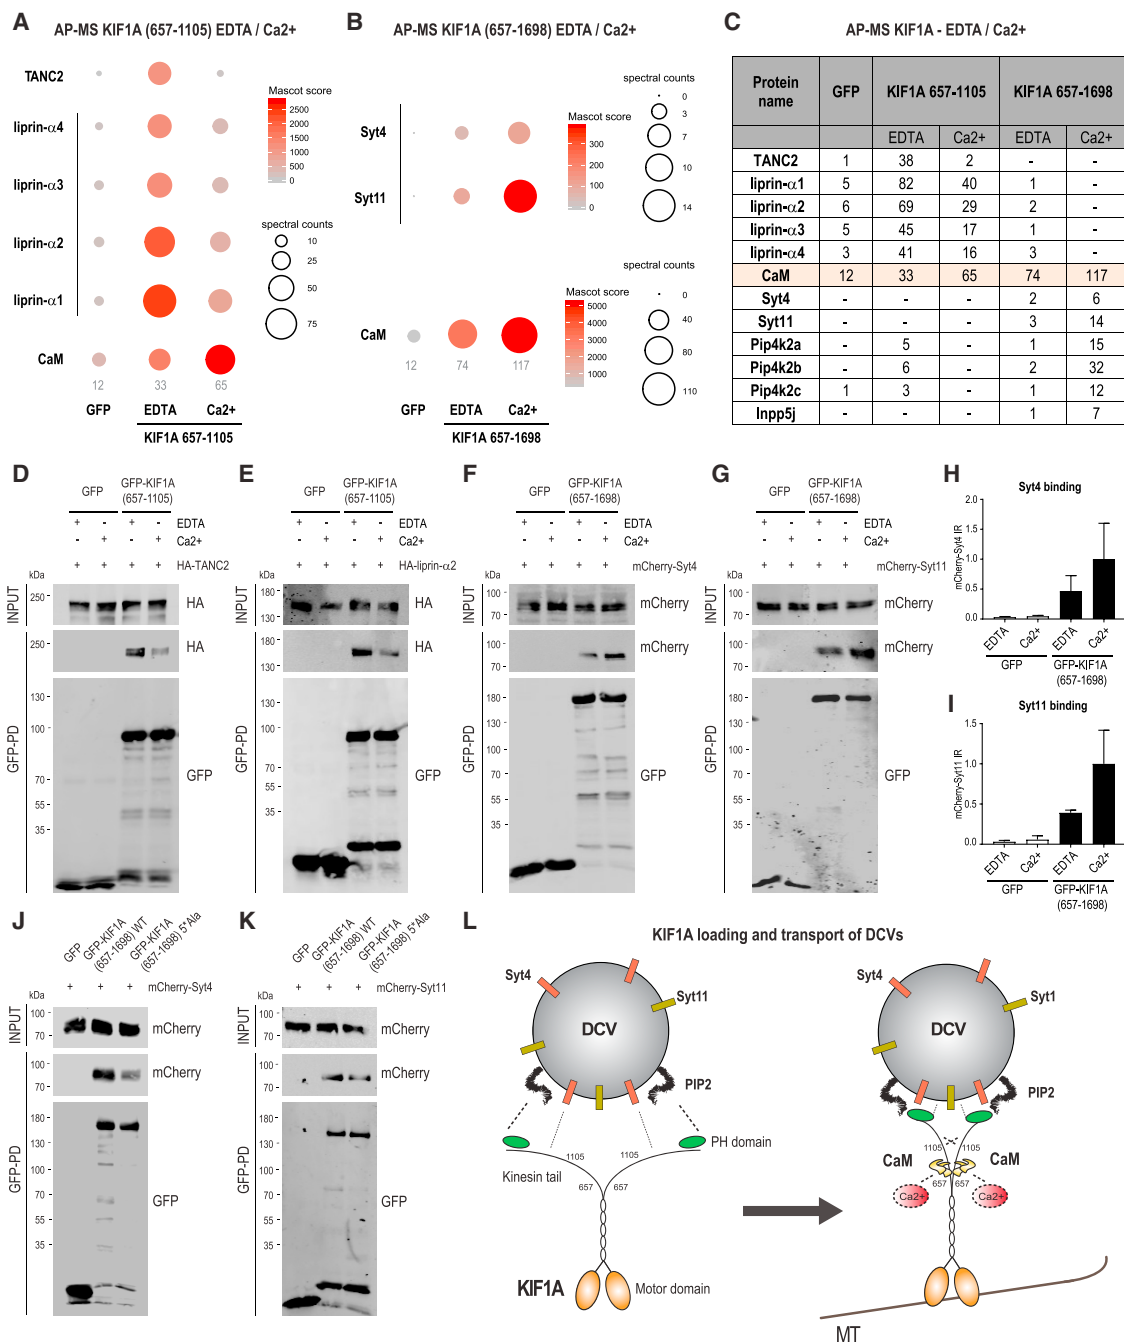 A
AP-MS KIF1A (657-1105) EDTA / Ca2+
TANC2
liprin-α4
liprin-α3
liprin-α2
liprin-α1
CaM
12 33 65
GFP EDTA Ca2+
KIF1A 657-1105
Mascot score
2500
2000
1500
1000
500
0
spectral counts
10
25
50
75
B
AP-MS KIF1A (657-1698) EDTA / Ca2+
Syt4
Syt11
CaM
12 74 117
GFP EDTA Ca2+
KIF1A 657-1698
spectral counts
0
3
7
10
14
Mascot score
300
200
100
0
spectral counts
0
40
80
110
Mascot score
5000
4000
3000
2000
1000
C
AP-MS KIF1A - EDTA / Ca2+
Protein name GFP KIF1A 657-1105 KIF1A 657-1698
EDTA Ca2+ EDTA Ca2+
TANC2 1 38 2 - -
liprin-α1 5 82 40 1 -
liprin-α2 6 69 29 2 -
liprin-α3 5 45 17 1 -
liprin-α4 3 41 16 3 -
CaM 12 33 65 74 117
Syt4 - - - 2 6
Syt11 - - - 3 14
Pip4k2a - 5 - 1 15
Pip4k2b - 6 - 2 32
Pip4k2c 1 3 - 1 12
Inpp5j - - - 1 7
D
GFP GFP-KIF1A (657-1105)
+ - + - EDTA
- + - + Ca2+
+ + + + HA-TANC2
kDa
INPUT
250
HA
250
HA
GFP-PD
130
100
70
55
35
GFP
E
GFP GFP-KIF1A (657-1105)
+ - + - EDTA
- + - + Ca2+
+ + + + HA-liprin-α2
kDa
INPUT
180
130
HA
180
130
HA
GFP-PD
130
100
70
55
35
GFP
F
GFP GFP-KIF1A (657-1698)
+ - + - EDTA
- + - + Ca2+
+ + + + mCherry-Syt4
kDa
INPUT
100
70
mCherry
100
70
mCherry
GFP-PD
180
130
100
70
55
35
GFP
G
GFP GFP-KIF1A (657-1698)
+ - + - EDTA
- + - + Ca2+
+ + + + mCherry-Syt11
kDa
INPUT
100
70
mCherry
100
70
mCherry
GFP-PD
180
130
100
70
55
35
GFP
H
Syt4 binding
mCherry-Syt4 IR
2.0
1.5
1.0
0.5
0.0
EDTA Ca2+ EDTA Ca2+
GFP GFP-KIF1A (657-1698)
I
Syt11 binding
mCherry-Syt11 IR
1.5
1.0
0.5
0.0
EDTA Ca2+ EDTA Ca2+
GFP GFP-KIF1A (657-1698)
J
GFP
GFP-KIF1A (657-1698) WT
GFP-KIF1A (657-1698) 5*Ala
+ + + mCherry-Syt4
kDa
INPUT
100
70
mCherry
100
70
mCherry
GFP-PD
180
130
100
70
55
35
GFP
K
GFP
GFP-KIF1A (657-1698) WT
GFP-KIF1A (657-1698) 5*Ala
+ + + mCherry-Syt11
kDa
INPUT
100
70
mCherry
100
70
mCherry
GFP-PD
180
130
100
70
55
35
GFP
L
KIF1A loading and transport of DCVs
Syt4
Syt11
DCV
PIP2
PH domain
Kinesin tail
1105 1105
657 657
KIF1A
Motor domain
Syt4
Syt1
DCV
PIP2
1105 1105
CaM CaM
657 657
Ca2+ Ca2+
MT